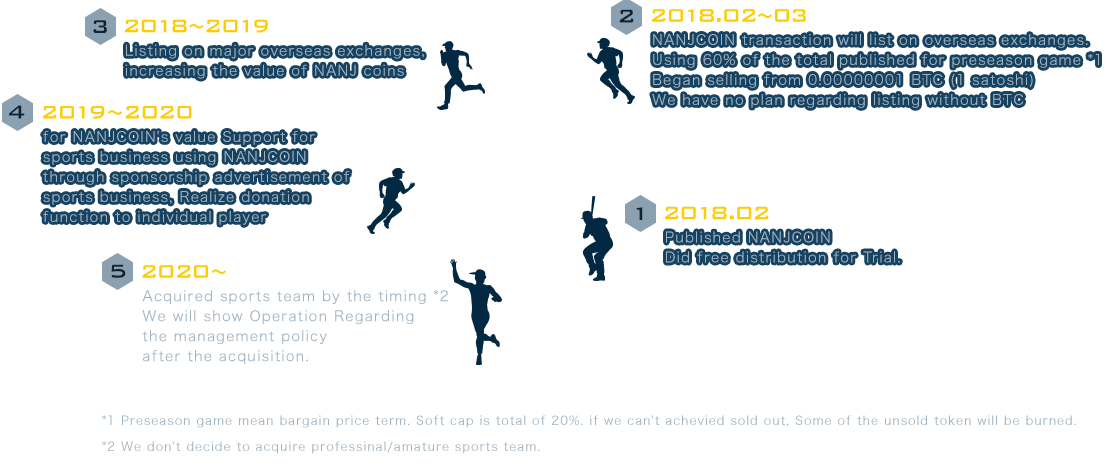 3 2018~2019
Listing on major overseas exchanges,
increasing the value of NANJ coins
2 2018.02~03
NANJCOIN transaction will list on overseas exchanges.
Using 60% of the total published for preseason game *1
Began selling from 0.00000001 BTC (1 satoshi)
We have no plan regarding listing without BTC
4 2019~2020
for NANJCOIN's value Support for
sports business using NANJCOIN
through sponsorship advertisement of
sports business, Realize donation
function to individual player
1 2018.02
Published NANJCOIN
Did free distribution for Trial.
5 2020~
Acquired sports team by the timing *2
We will show Operation Regarding
the management policy
after the acquisition.
*1 Preseason game mean bargain price term. Soft cap is total of 20%. if we can't achevied sold out, Some of the unsold token will be burned.
*2 We don't decide to acquire professinal/amature sports team.